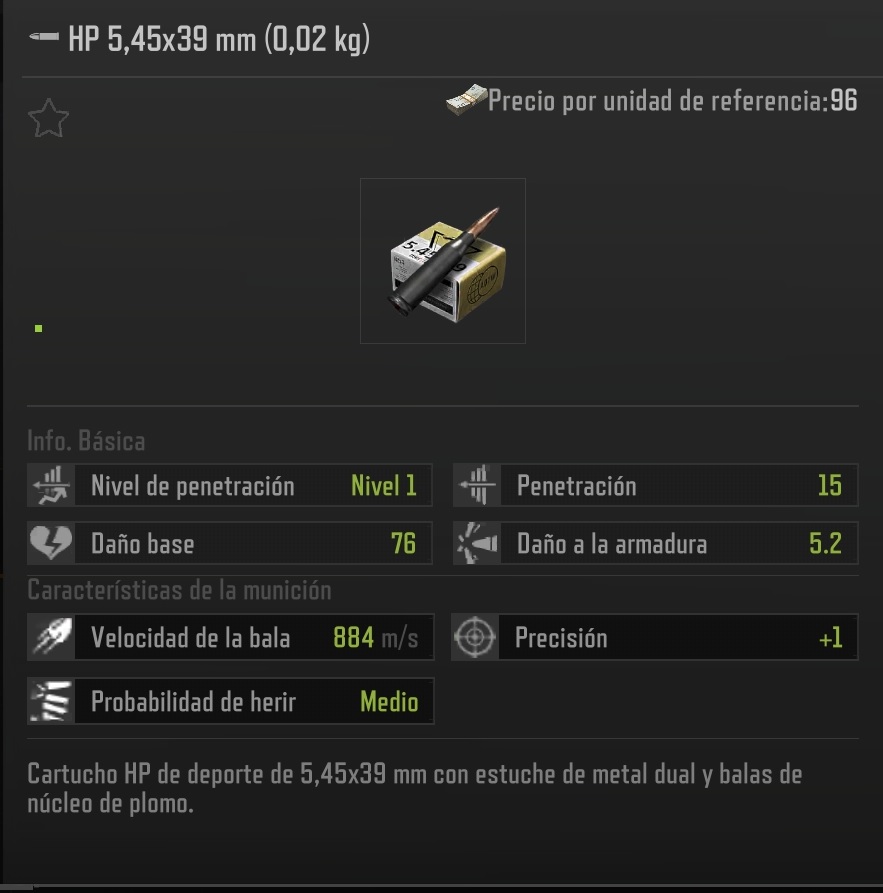 HP 5,45x39 mm (0,02 kg)
Precio por unidad de referencia:96
5.45
39
Info. Básica
Nivel de penetración Nivel 1
Penetración 15
Daño base 76
Daño a la armadura 5.2
Características de la munición
Velocidad de la bala 884 m/s
Precisión +1
Probabilidad de herir Medio
Cartucho HP de deporte de 5,45x39 mm con estuche de metal dual y balas de
núcleo de plomo.